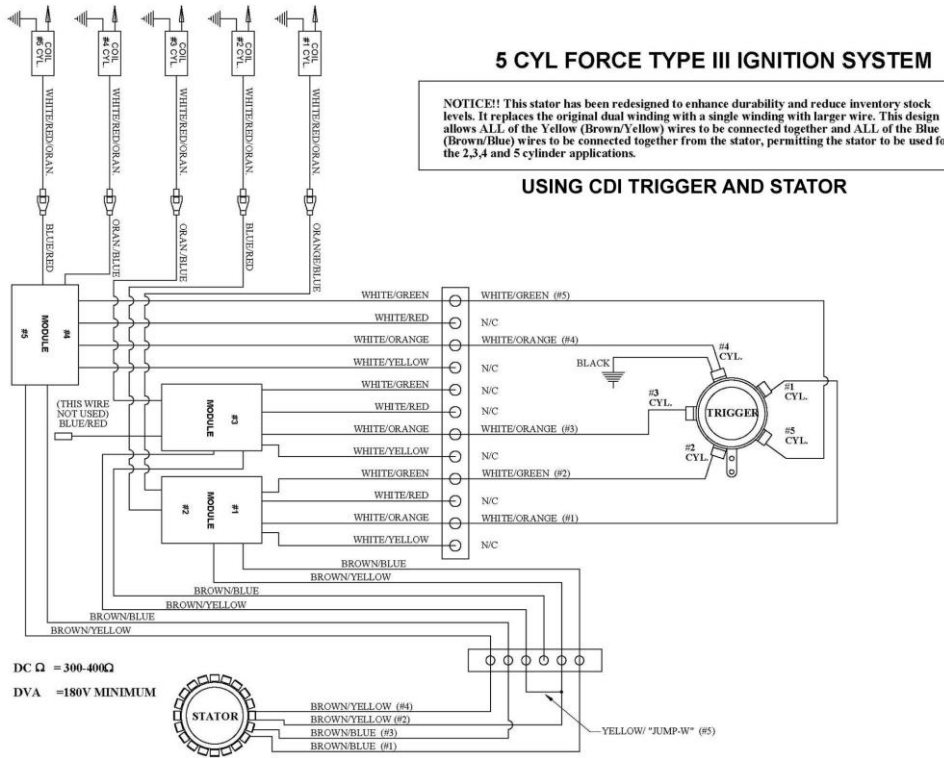 COIL
#5 CYL.
COIL
#4 CYL.
COIL
#3 CYL.
COIL
#2 CYL.
COIL
#1 CYL.
5 CYL FORCE TYPE III IGNITION SYSTEM
NOTICE!! This stator has been redesigned to enhance durability and reduce inventory stock
levels. It replaces the original dual winding with a single winding with larger wire. This design
allows ALL of the Yellow (Brown/Yellow) wires to be connected together and ALL of the Blue
(Brown/Blue) wires to be connected together from the stator, permitting the stator to be used fo
the 2,3,4 and 5 cylinder applications.
USING CDI TRIGGER AND STATOR
WHITE/RED/ORAN.
WHITE/RED/ORAN.
WHITE/RED/ORAN.
WHITE/RED/ORAN.
WHITE/RED/ORAN.
BLUE/RED
ORAN./BLUE
ORAN./BLUE
BLUE/RED
ORANGE/BLUE
#4
MODULE
#5
WHITE/GREEN
WHITE/GREEN (#5)
WHITE/RED
N/C
WHITE/ORANGE
WHITE/ORANGE (#4)
WHITE/YELLOW
N/C
WHITE/GREEN
N/C
WHITE/RED
N/C
WHITE/ORANGE
WHITE/ORANGE (#3)
WHITE/YELLOW
N/C
WHITE/GREEN
WHITE/GREEN (#2)
WHITE/RED
N/C
WHITE/ORANGE
WHITE/ORANGE (#1)
WHITE/YELLOW
N/C
BLACK
#4
CYL.
#1
CYL.
#3
CYL.
TRIGGER
#5
CYL.
#2
CYL.
(THIS WIRE
NOT USED)
BLUE/RED
MODULE
#3
MODULE
#1
#2
BROWN/BLUE
BROWN/YELLOW
BROWN/BLUE
BROWN/YELLOW
BROWN/BLUE
BROWN/YELLOW
DC Ω = 300-400Ω
DVA =180V MINIMUM
STATOR
BROWN/YELLOW (#4)
BROWN/YELLOW (#2)
BROWN/BLUE (#3)
BROWN/BLUE (#1)
YELLOW/ "JUMP-W" (#5)